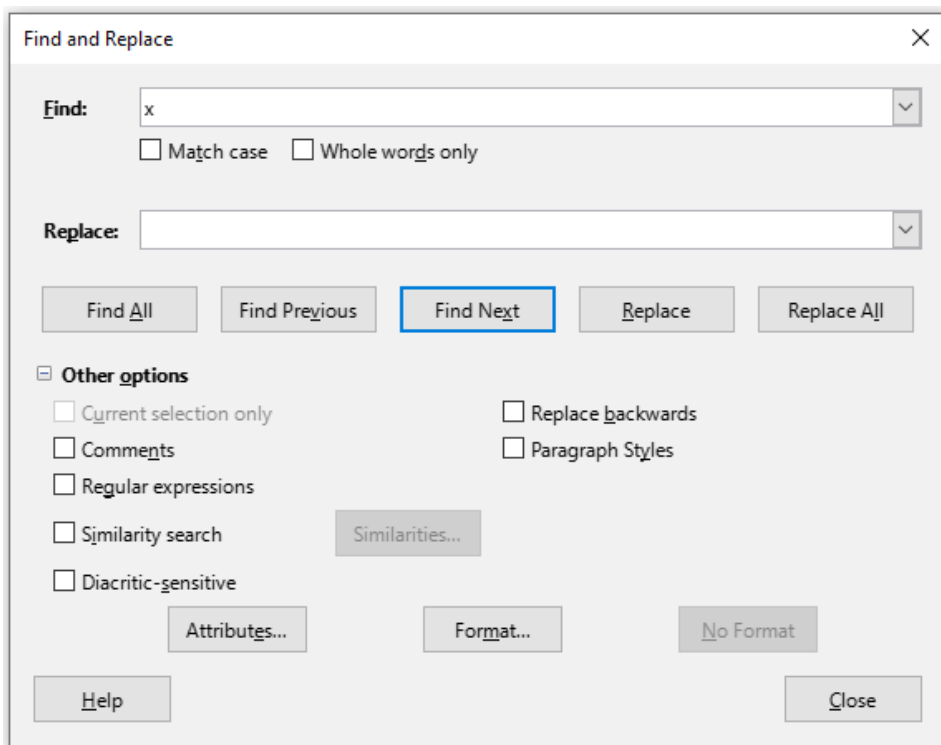 Find and Replace
Find: x
Match case Whole words only
Replace:
Find All Find Previous Find Next Replace Replace All
Other options
Current selection only Replace backwards
Comments Paragraph Styles
Regular expressions
Similarity search Similarities...
Diacritic-sensitive
Attributes... Format... No Format
Help Close